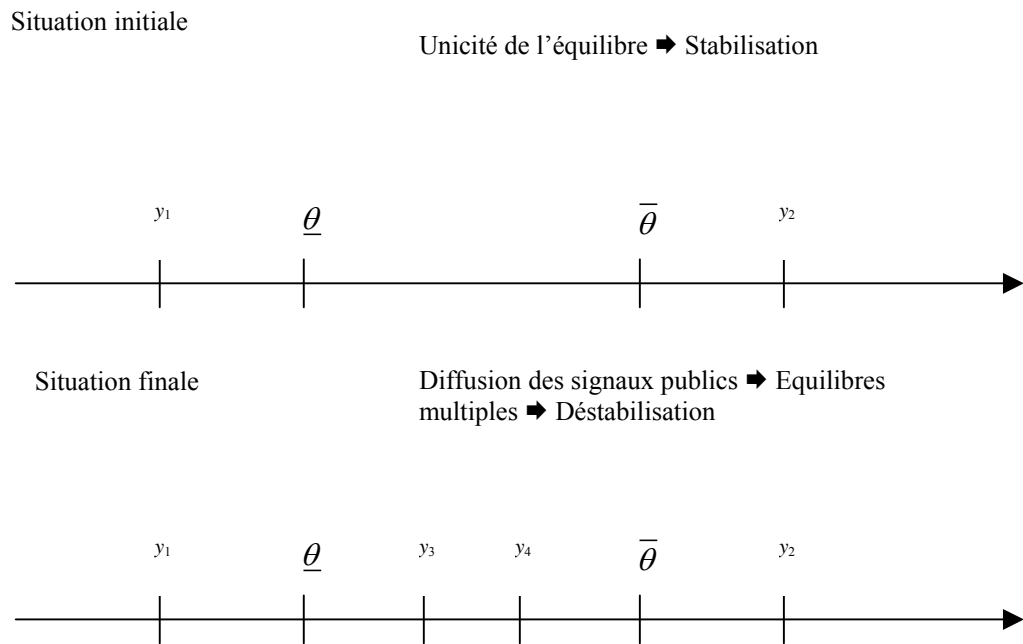 Situation initiale
Unicité de l'équilibre ➡ Stabilisation
y₁ θ̲ θ̅ y₂
Situation finale
Diffusion des signaux publics ➡ Equilibres
multiples ➡ Déstabilisation
y₁ θ̲ y₃ y₄ θ̅ y₂